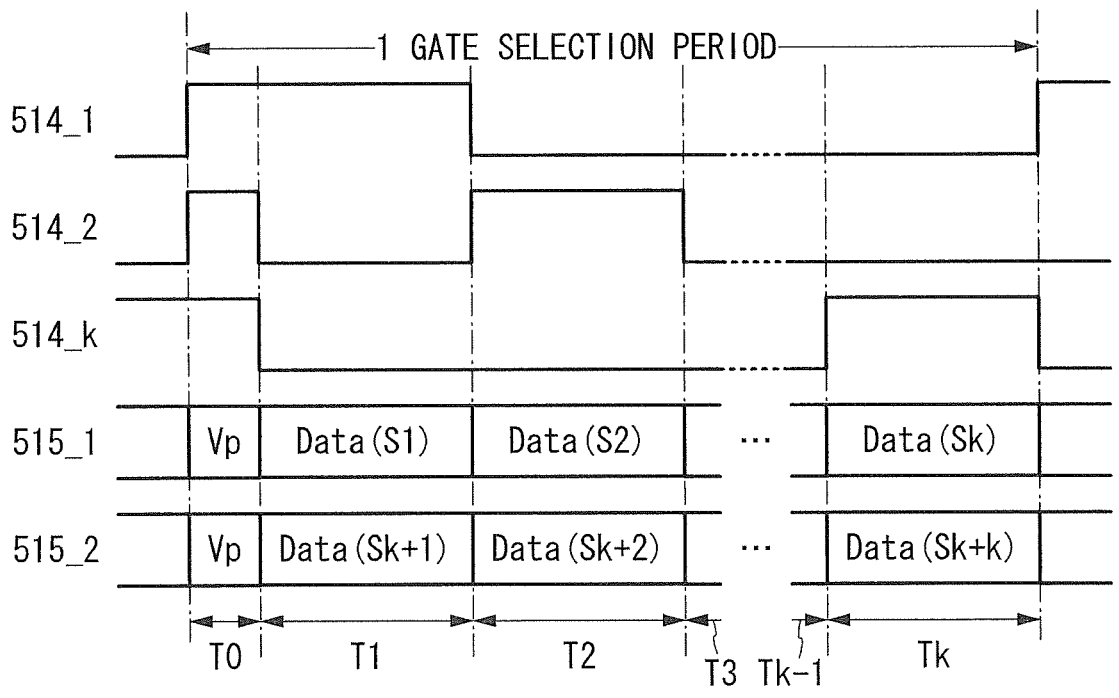 1 GATE SELECTION PERIOD
514_1
514_2
514_k
515_1 Vp Data(S1) Data(S2) ... Data(Sk)
515_2 Vp Data(Sk+1) Data(Sk+2) ... Data(Sk+k)
T0 T1 T2 T3 Tk-1 Tk